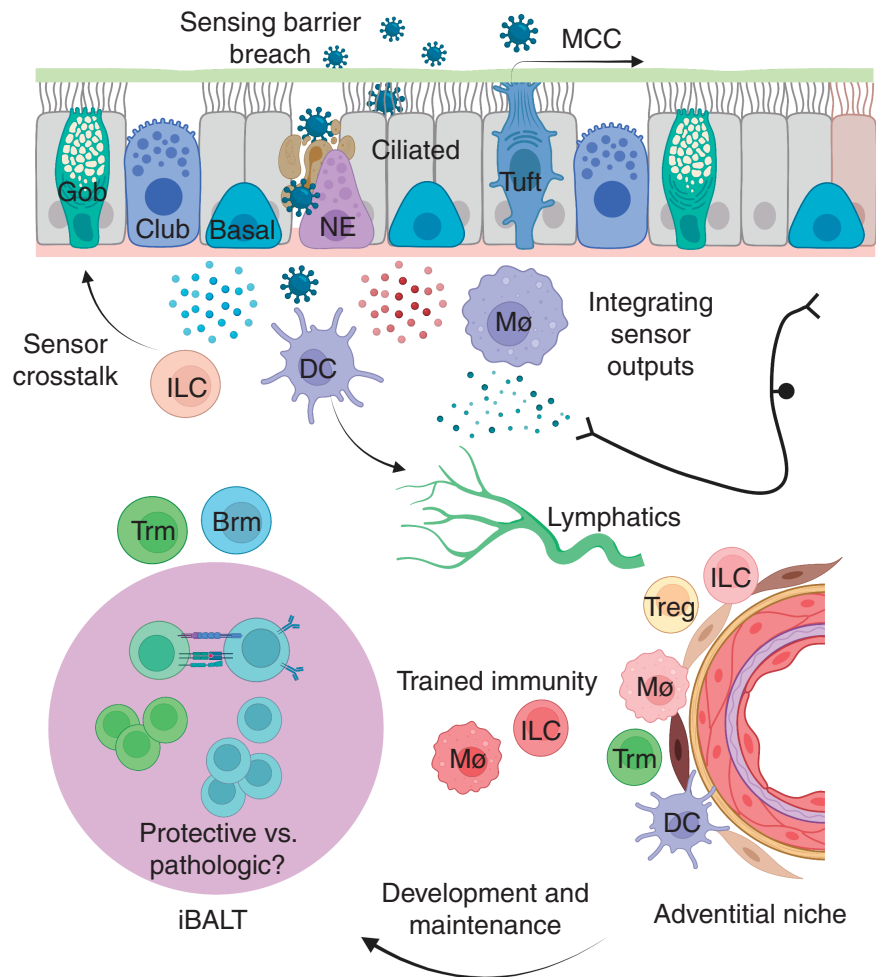 Sensing barrier
breach
MCC
Gob
Club
Basal
NE
Ciliated
Tuft
Sensor
crosstalk
ILC
DC
Mø
Integrating
sensor
outputs
Lymphatics
Trm
Brm
Protective vs.
pathologic?
iBALT
Trained immunity
Mø
ILC
ILC
Treg
Mø
Trm
DC
Adventitial niche
Development and
maintenance